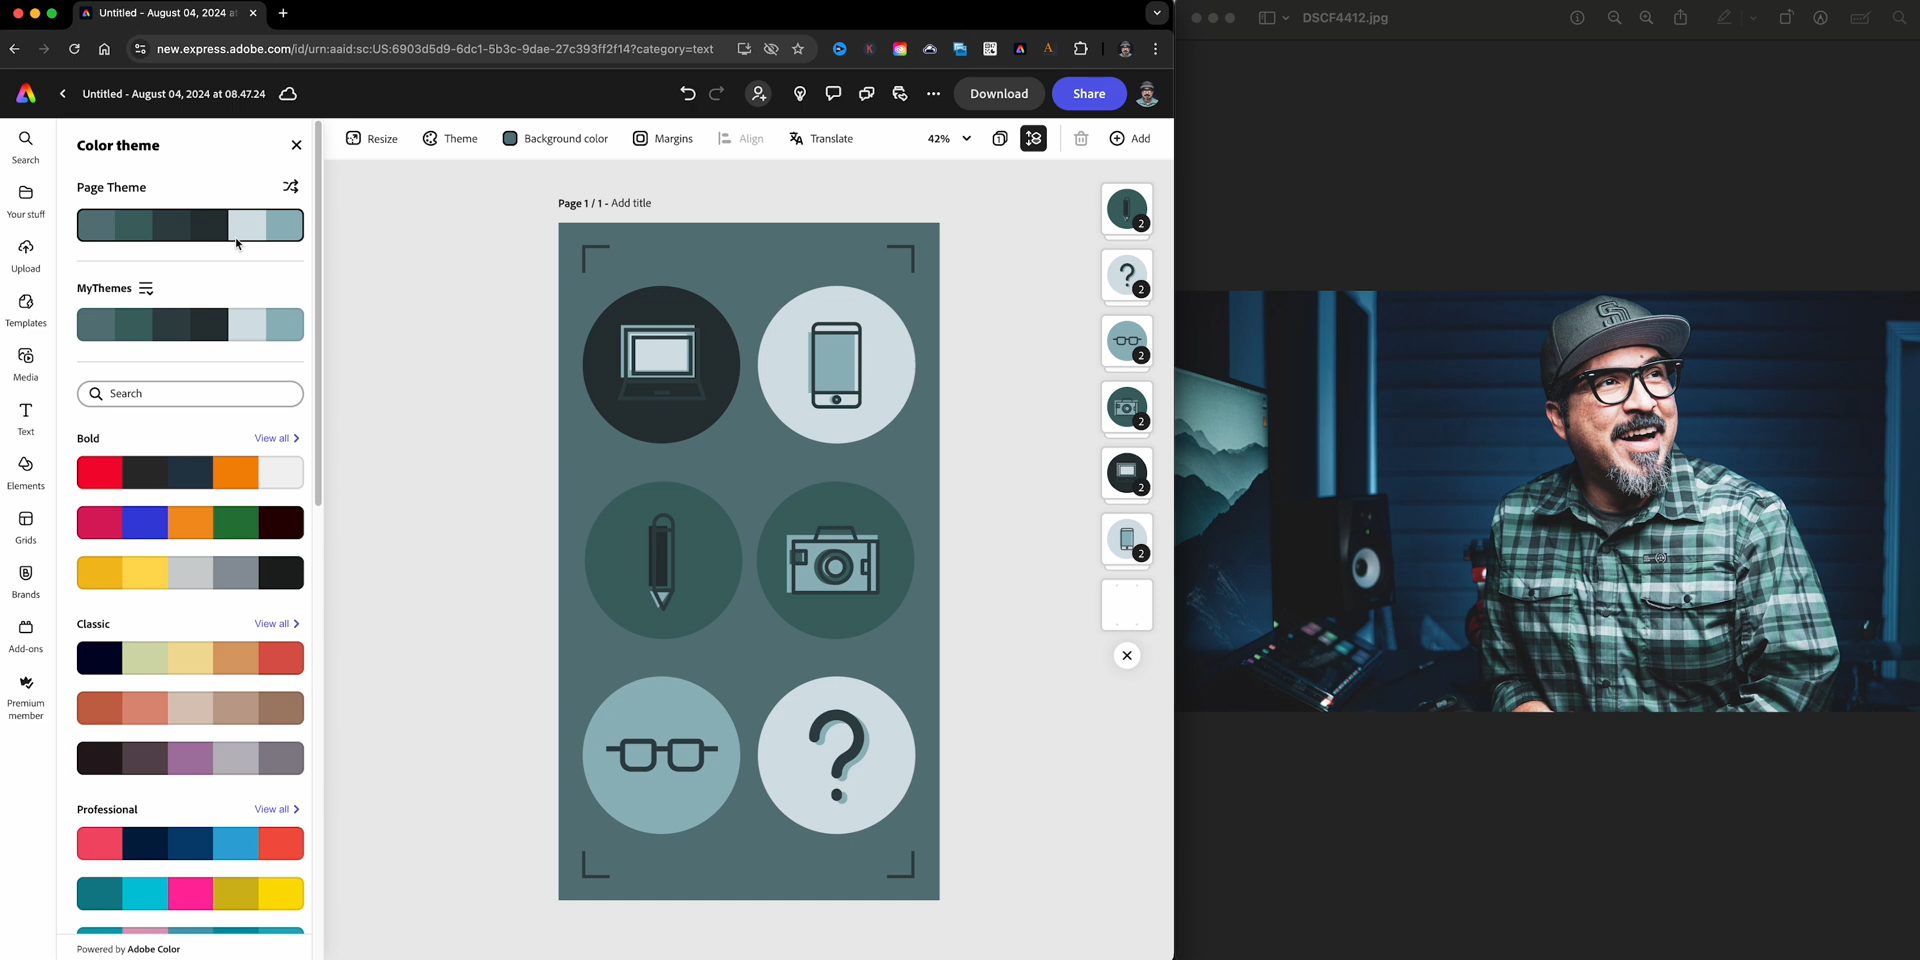 Untitled - August 04, 2024 a
DSCF4412.jpg
new.express.adobe.com/id/urn:aaid:sc:US:6903d5d9-6dc1-5b3c-9dae-27c393ff2f14?category=text
Untitled - August 04, 2024 at 08.47.24
Download
Share
Search
Your stuff
Upload
Templates
Media
Text
Elements
Grids
Brands
Add-ons
Premium
member
Color theme
Page Theme
MyThemes
Search
Bold
View all
Classic
View all
Professional
View all
Powered by Adobe Color
Resize
Theme
Background color
Margins
Align
Translate
42%
1
Add
Page 1 / 1 - Add title
?
2
? 2
2
2
2
2